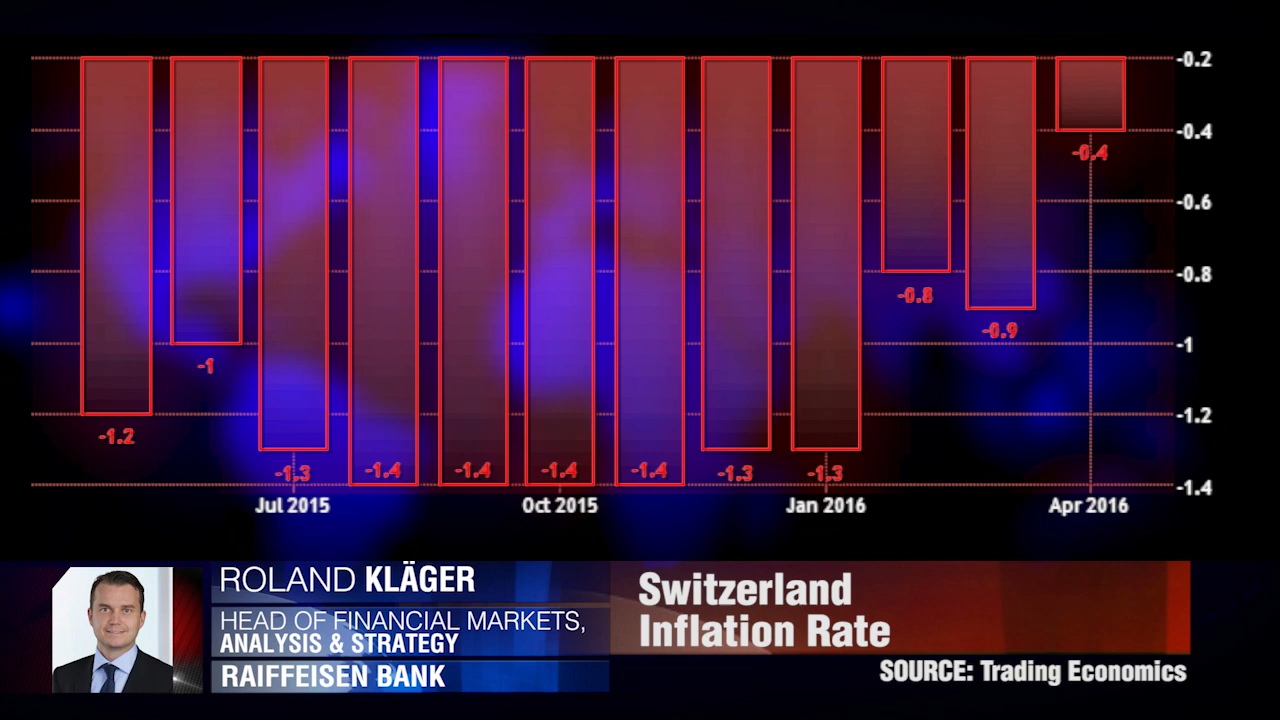 -0.2
-0.4
-0.4
-0.6
-0.8
-0.8
-0.9
-1
-1
-1.2
-1.2
-1.3
-1.4
-1.4
-1.4
-1.4
-1.3
-1.3
-1.4
Jul 2015
Oct 2015
Jan 2016
Apr 2016
ROLAND KLÄGER
HEAD OF FINANCIAL MARKETS,
ANALYSIS & STRATEGY
RAIFFEISEN BANK
Switzerland
Inflation Rate
SOURCE: Trading Economics